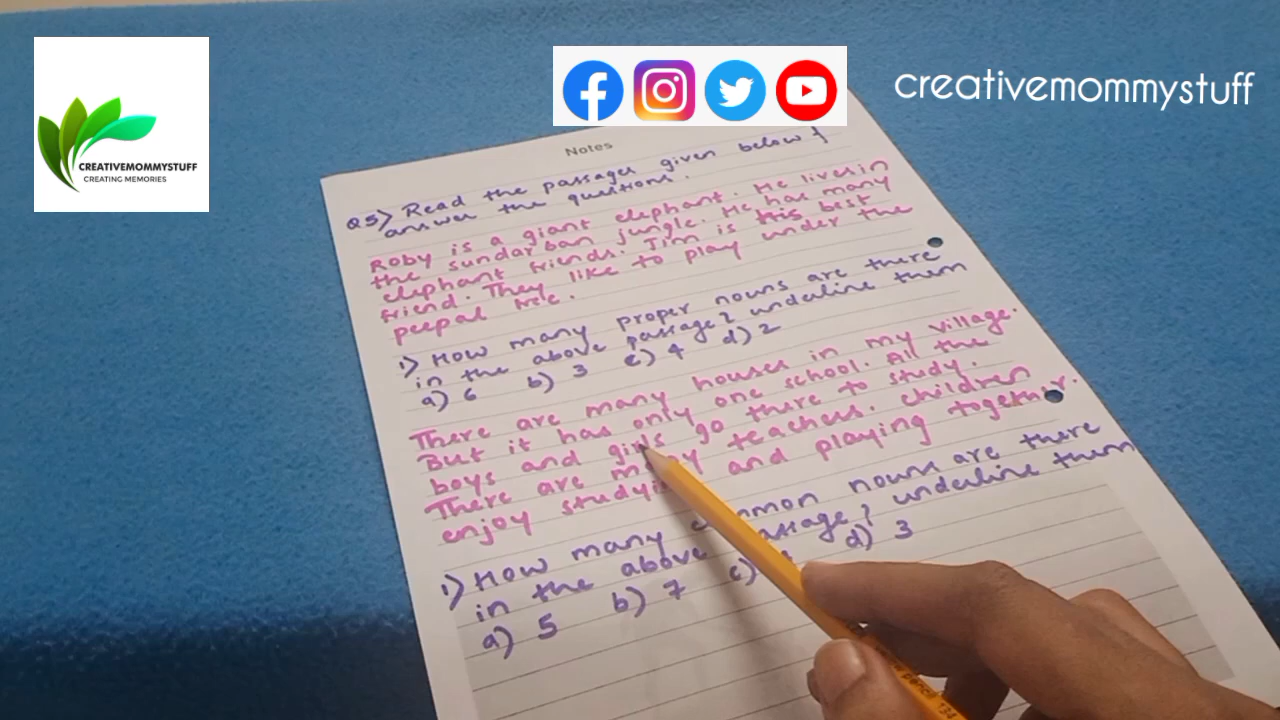 creativemommystuff
CREATIVEMOMMYSTUFF
CREATING MEMORIES
Notes
Q5) Read the passages given below &
answer the questions.
Roby is a giant elephant. He lives in
the sundarban jungle. He has many
elephant friends. Jim is his best
friend. They like to play under the
peepal tree.
1) How many proper nouns are there
in the above passage? underline them
a) 6 b) 3 c) 4 d) 2
There are many houses in my village.
But it has only one school. All the
boys and girls go there to study.
There are many teachers. children
enjoy studying and playing together.
1) How many common nouns are there
in the above passage? underline them
a) 5 b) 7 c) d) 3